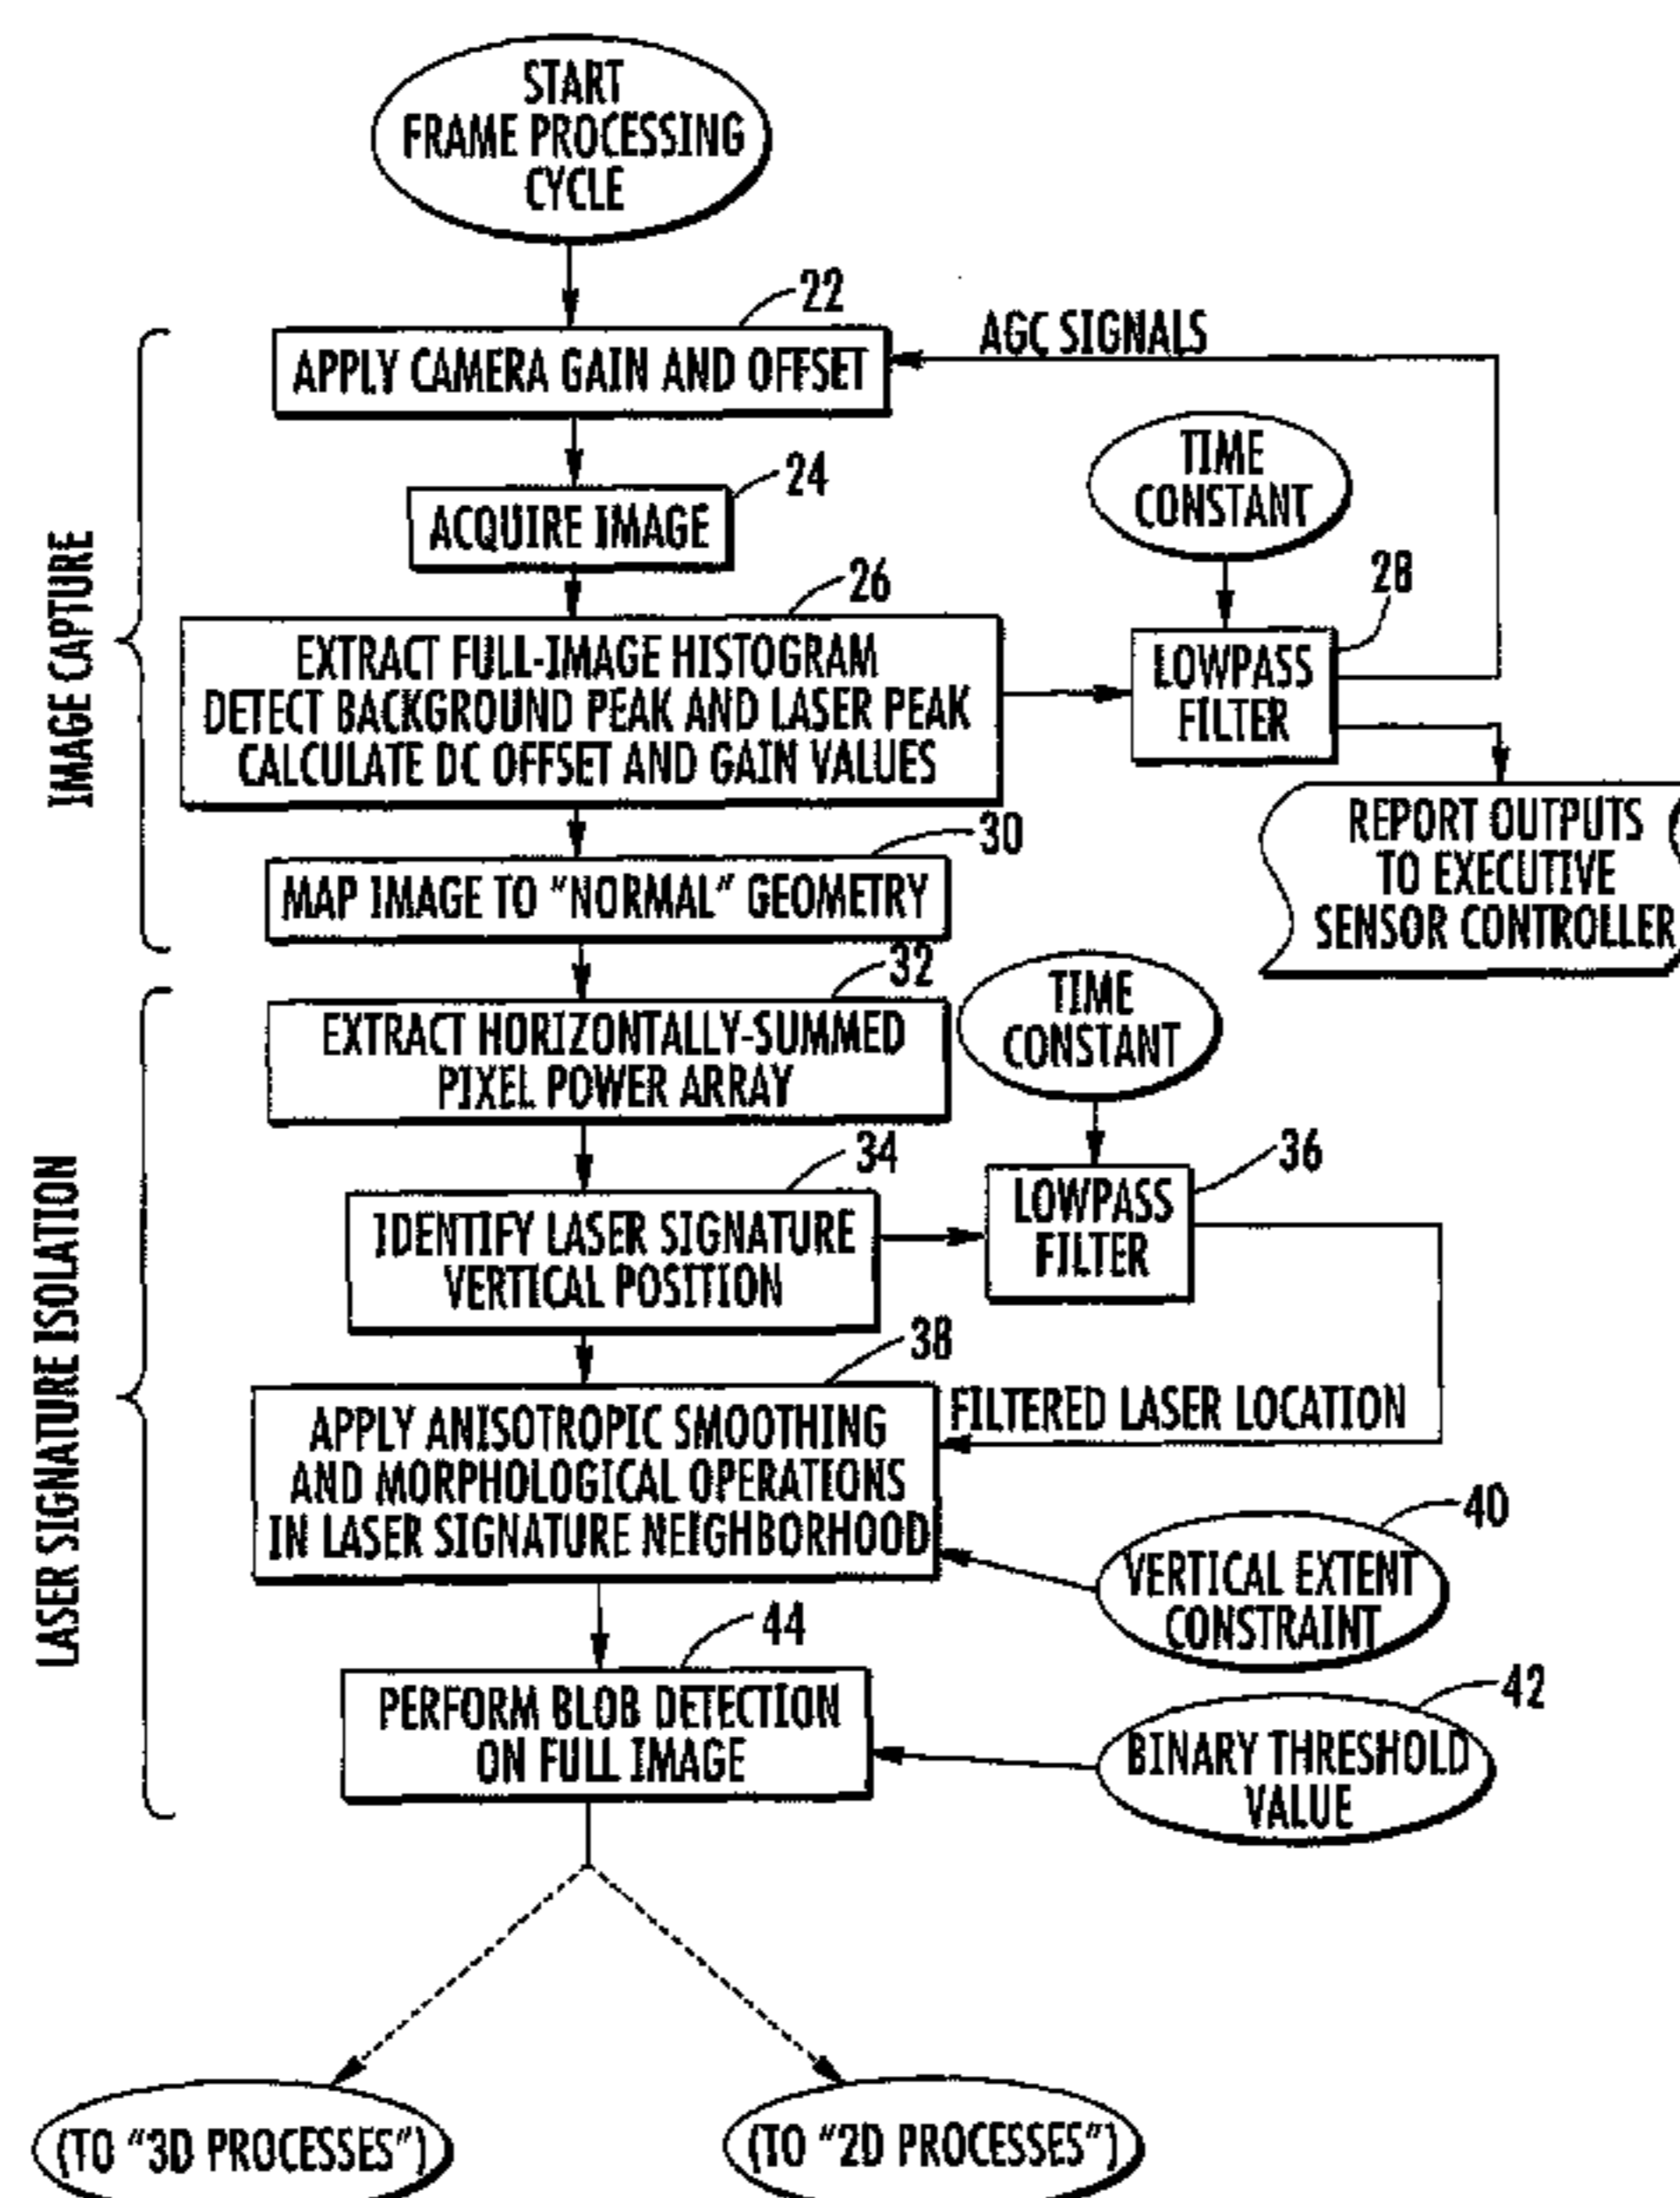 START
FRAME PROCESSING
CYCLE
22
AGC SIGNALS
APPLY CAMERA GAIN AND OFFSET
TIME
CONSTANT
24
ACQUIRE IMAGE
26
28
IMAGE CAPTURE
EXTRACT FULL-IMAGE HISTOGRAM
DETECT BACKGROUND PEAK AND LASER PEAK
CALCULATE DC OFFSET AND GAIN VALUES
LOWPASS
FILTER
REPORT OUTPUTS
TO EXECUTIVE
SENSOR CONTROLLER
30
MAP IMAGE TO "NORMAL" GEOMETRY
32
TIME
CONSTANT
EXTRACT HORIZONTALLY-SUMMED
PIXEL POWER ARRAY
34
36
LOWPASS
FILTER
IDENTIFY LASER SIGNATURE
VERTICAL POSITION
LASER SIGNATURE ISOLATION
38
FILTERED LASER LOCATION
APPLY ANISOTROPIC SMOOTHING
AND MORPHOLOGICAL OPERATIONS
IN LASER SIGNATURE NEIGHBORHOOD
40
VERTICAL EXTENT
CONSTRAINT
44
PERFORM BLOB DETECTION
ON FULL IMAGE
42
BINARY THRESHOLD
VALUE
(TO "3D PROCESSES")
(TO "2D PROCESSES")